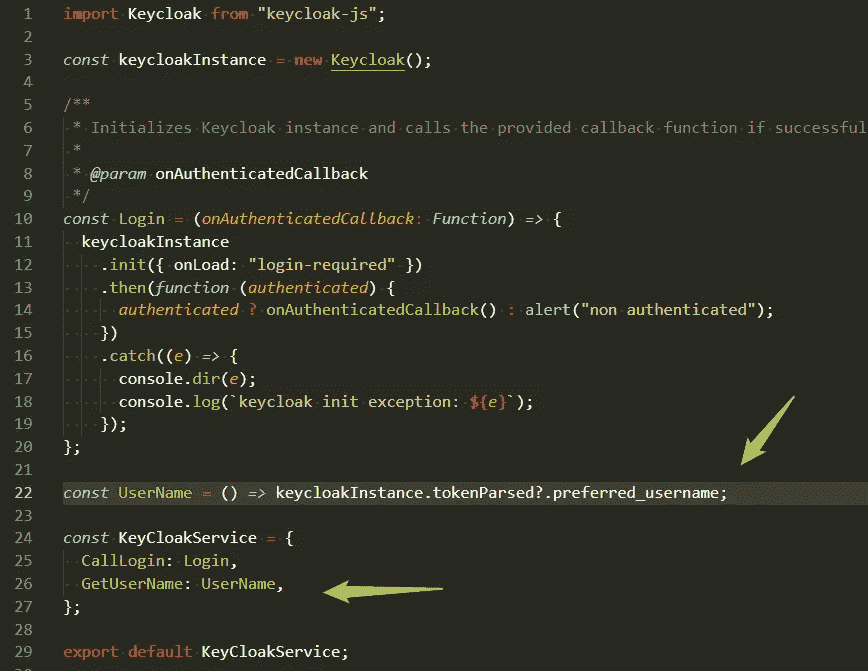 1 import Keycloak from "keycloak-js";
2
3 const keycloakInstance = new Keycloak();
4
5 /**
6  * Initializes Keycloak instance and calls the provided callback function if successful
7  *
8  * @param onAuthenticatedCallback
9  */
10 const Login = (onAuthenticatedCallback: Function) => {
11   keycloakInstance
12     .init({ onLoad: "login-required" })
13     .then(function (authenticated) {
14       authenticated ? onAuthenticatedCallback() : alert("non authenticated");
15     })
16     .catch((e) => {
17       console.dir(e);
18       console.log(`keycloak init exception: ${e}`);
19     });
20 };
21
22 const UserName = () => keycloakInstance.tokenParsed?.preferred_username;
23
24 const KeyCloakService = {
25   CallLogin: Login,
26   GetUserName: UserName,
27 };
28
29 export default KeyCloakService;